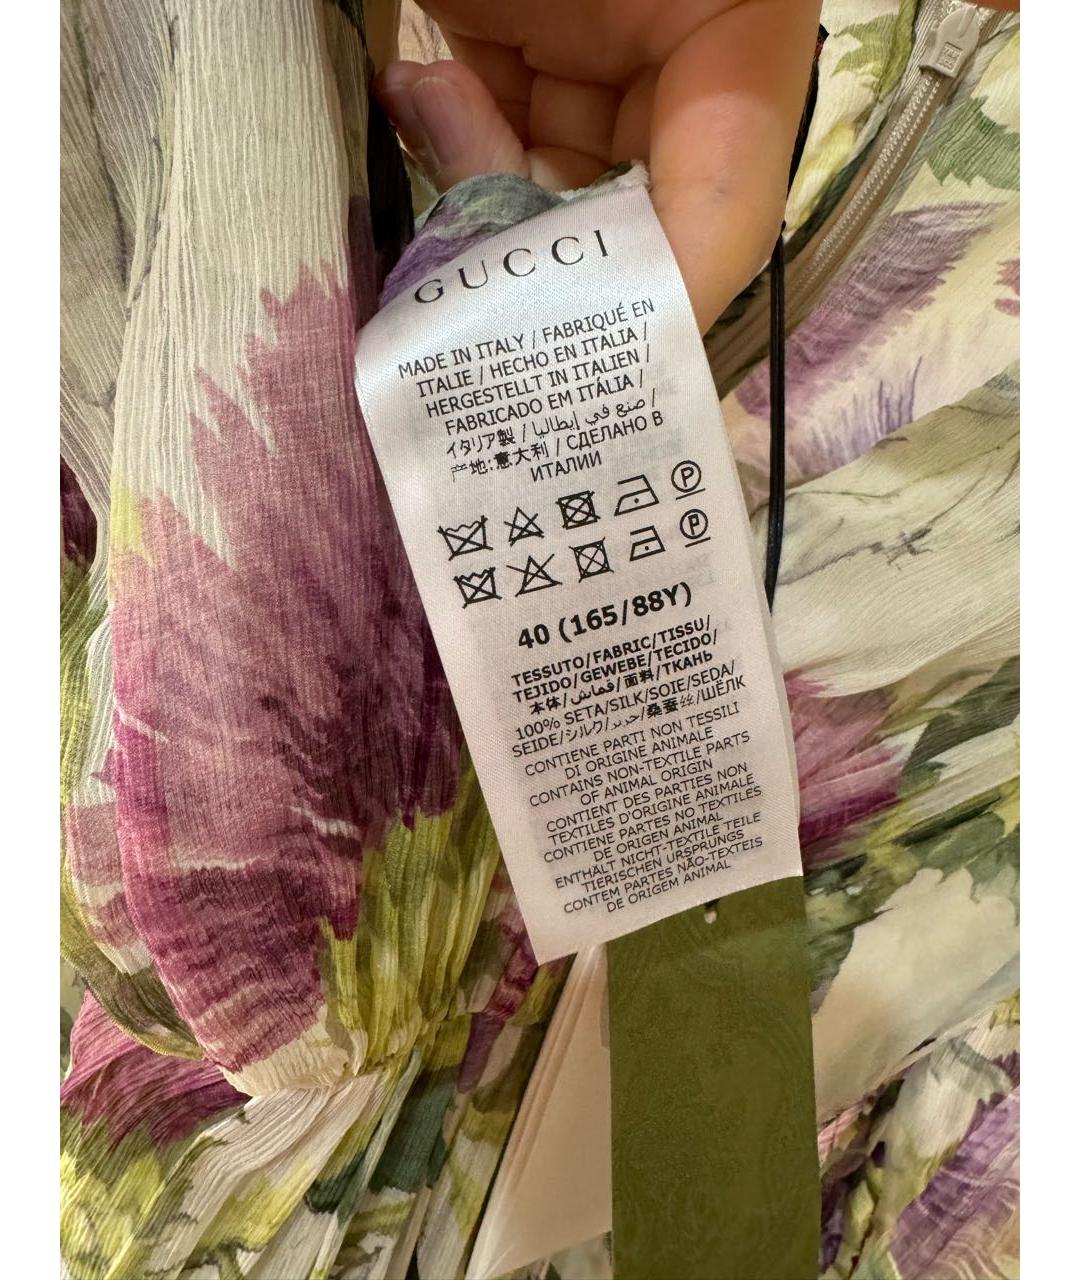 GUCCI
MADE IN ITALY / FABRIQUÉ EN
ITALIE / HECHO EN ITALIA /
HERGESTELLT IN ITALIEN /
FABRICADO EM ITÁLIA /
イタリア製 / صنع في إيطاليا /
产地:意大利 / СДЕЛАНО В
ИТАЛИИ
P
P
40 (165/88Y)
TESSUTO/FABRIC/TISSU/
TEJIDO/GEWEBE/TECIDO/
本体/قماش/面料/ТКАНЬ
100% SETA/SILK/SOIE/SEDA/
SEIDE/シルク/حرير/桑蚕丝/ШЁЛК
CONTIENE PARTI NON TESSILI
DI ORIGINE ANIMALE
CONTAINS NON-TEXTILE PARTS
OF ANIMAL ORIGIN
CONTIENT DES PARTIES NON
TEXTILES D'ORIGINE ANIMALE
CONTIENE PARTES NO TEXTILES
DE ORIGEN ANIMAL
ENTHÄLT NICHT-TEXTILE TEILE
TIERISCHEN URSPRUNGS
CONTEM PARTES NÃO-TEXTEIS
DE ORIGEM ANIMAL